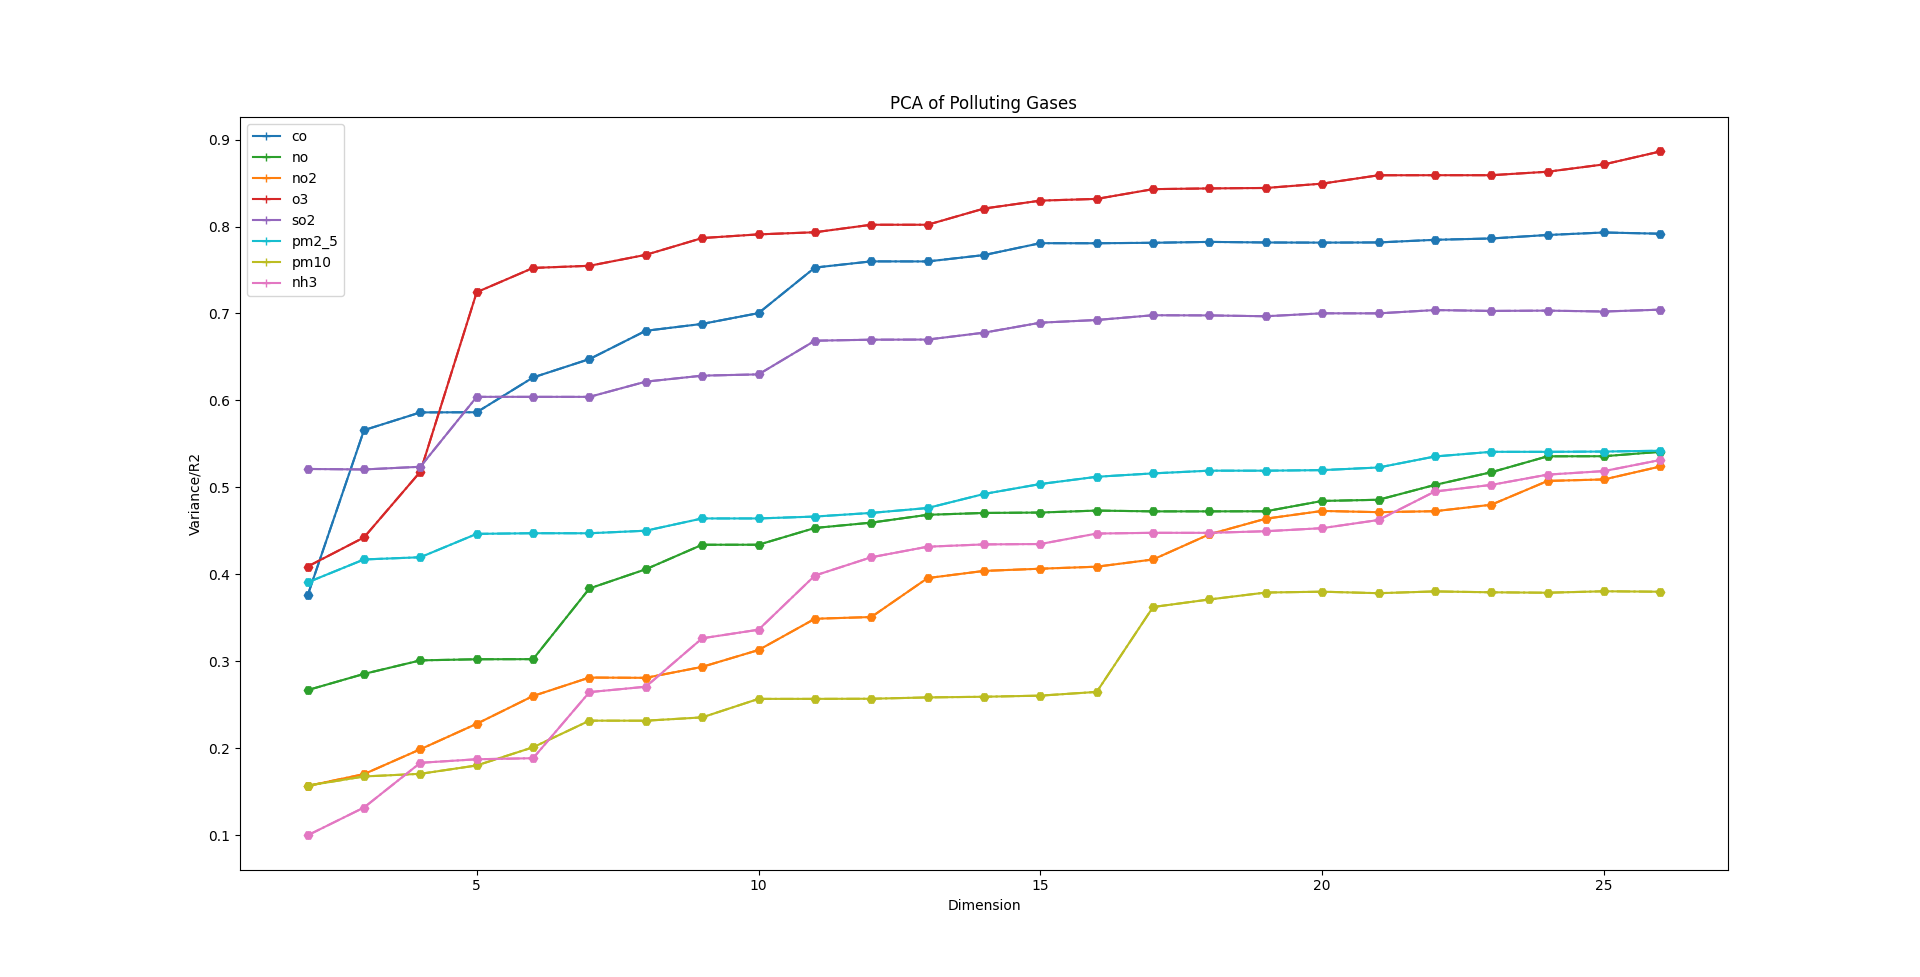 PCA of Polluting Gases
co
no
no2
o3
so2
pm2_5
pm10
nh3
Variance/R2
0.9
0.8
0.7
0.6
0.5
0.4
0.3
0.2
0.1
5 10 15 20 25
Dimension